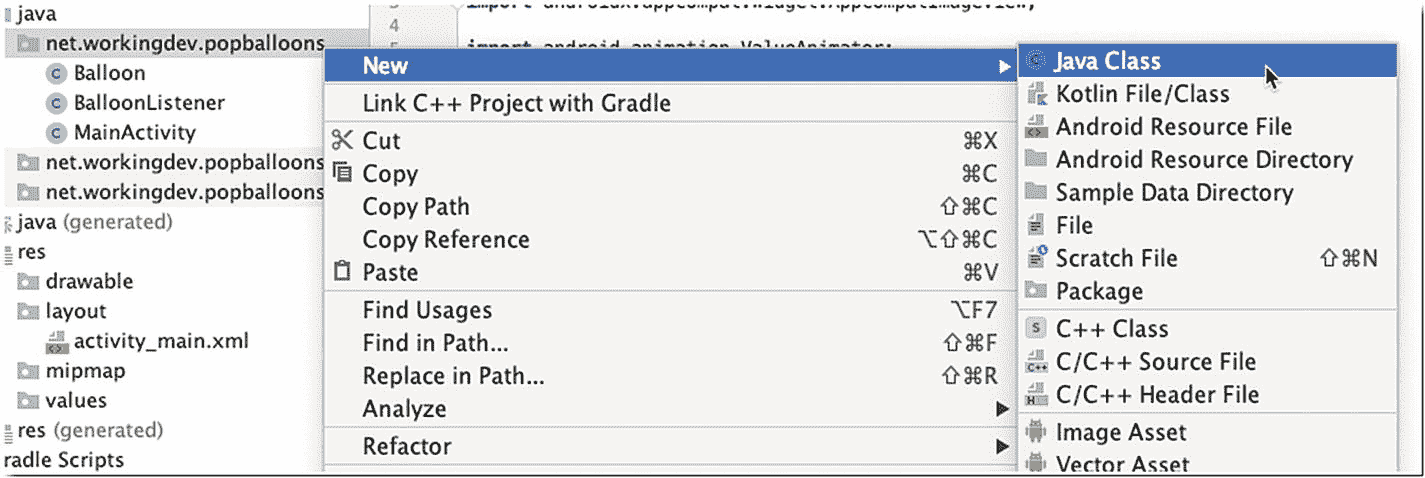 java
net.workingdev.popballoons
Balloon
BalloonListener
MainActivity
net.workingdev.popballoons
net.workingdev.popballoons
java (generated)
res
drawable
layout
activity_main.xml
mipmap
values
res (generated)
radle Scripts
4
5
import androidx.appcompat.widget.AppCompatImageView;
import android.animation.ValueAnimator;
New
Link C++ Project with Gradle
Cut ⌘X
Copy ⌘C
Copy Path ⇧⌘C
Copy Reference ⌥⇧⌘C
Paste ⌘V
Find Usages ⌥F7
Find in Path... ⇧⌘F
Replace in Path... ⇧⌘R
Analyze
Refactor
Java Class
Kotlin File/Class
Android Resource File
Android Resource Directory
Sample Data Directory
File
Scratch File ⇧⌘N
Package
C++ Class
C/C++ Source File
C/C++ Header File
Image Asset
Vector Asset